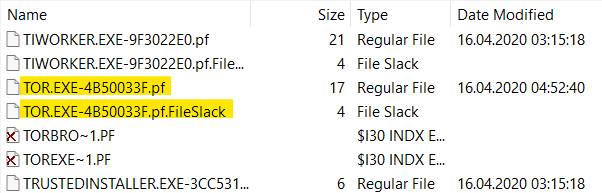 Name Size Type Date Modified
TIWORKER.EXE-9F3022E0.pf 21 Regular File 16.04.2020 03:15:18
TIWORKER.EXE-9F3022E0.pf.File... 4 File Slack
TOR.EXE-4B50033F.pf 17 Regular File 16.04.2020 04:52:40
TOR.EXE-4B50033F.pf.FileSlack 4 File Slack
TORBRO~1.PF $I30 INDX E...
TOREXE~1.PF $I30 INDX E...
TRUSTEDINSTALLER.EXE-3CC531... 6 Regular File 16.04.2020 03:15:18